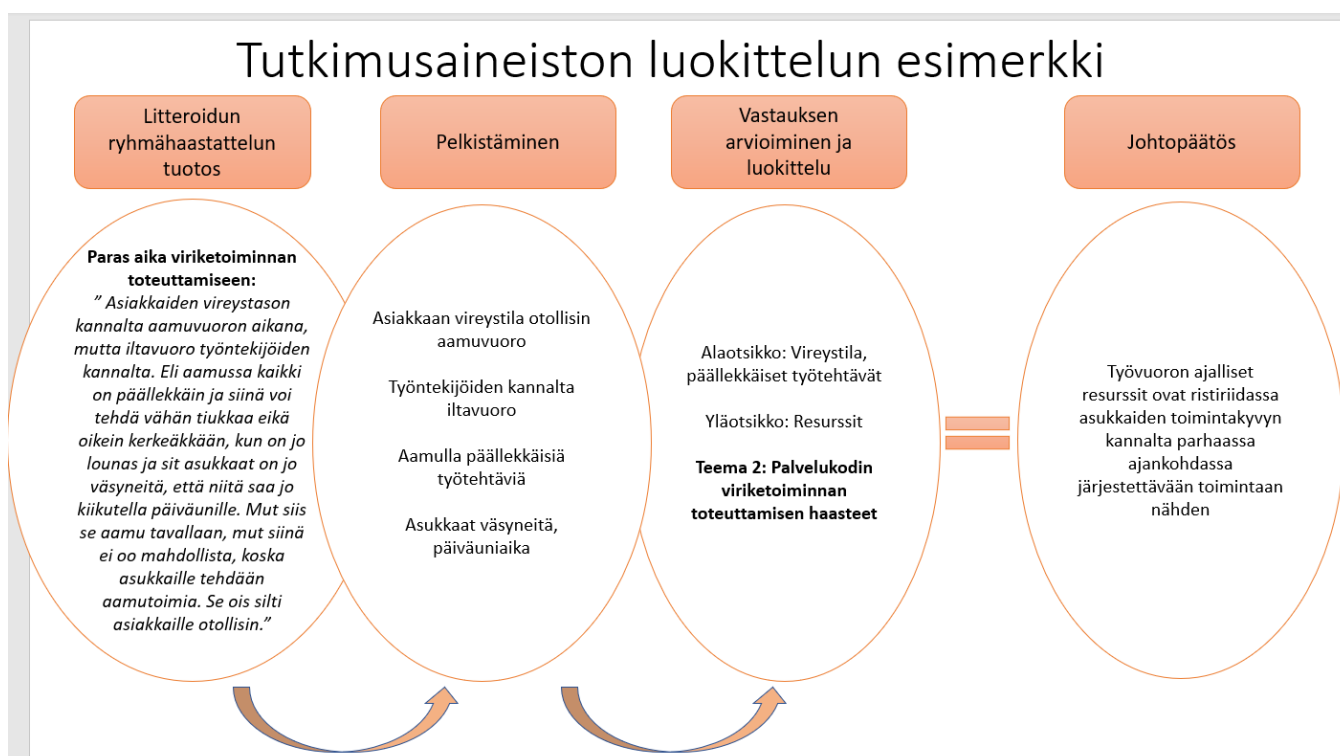 Tutkimusaineiston luokittelun esimerkki
Litteroidun
ryhmähaastattelun
tuotos
Pelkistäminen
Vastauksen
arvioiminen ja
luokittelu
Johtopäätös
Paras aika viriketoiminnan
toteuttamiseen:
” Asiakkaiden vireystason
kannalta aamuvuoron aikana,
mutta iltavuoro työntekijöiden
kannalta. Eli aamussa kaikki
on päällekkäin ja siinä voi
tehdä vähän tiukkaa eikä
oikein kerkeäkkään, kun on jo
lounas ja sit asukkaat on jo
väsyneitä, että niitä saa jo
kiikutella päiväunille. Mut siis
se aamu tavallaan, mut siinä
ei oo mahdollista, koska
asukkaille tehdään
aamutoimia. Se ois silti
asiakkaille otollisin.”
Asiakkaan vireystila otollisin
aamuvuoro
Työntekijöiden kannalta
iltavuoro
Aamulla päällekkäisiä
työtehtäviä
Asukkaat väsyneitä,
päiväuniaika
Alaotsikko: Vireystila,
päällekkäiset työtehtävät
Yläotsikko: Resurssit
Teema 2: Palvelukodin
viriketoiminnan
toteuttamisen haasteet
Työvuoron ajalliset
resurssit ovat ristiriidassa
asukkaiden toimintakyvyn
kannalta parhaassa
ajankohdassa
järjestettävään toimintaan
nähden